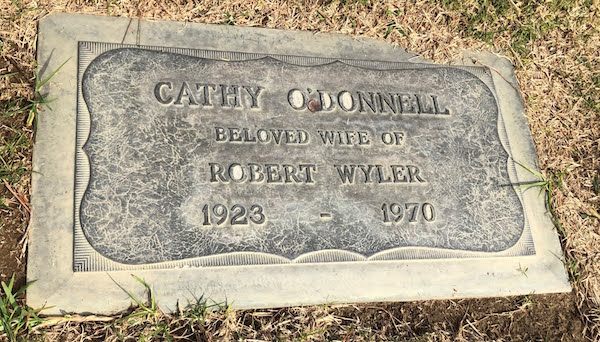 CATHY O'DONNELL
BELOVED WIFE OF
ROBERT WYLER
1923 - 1970